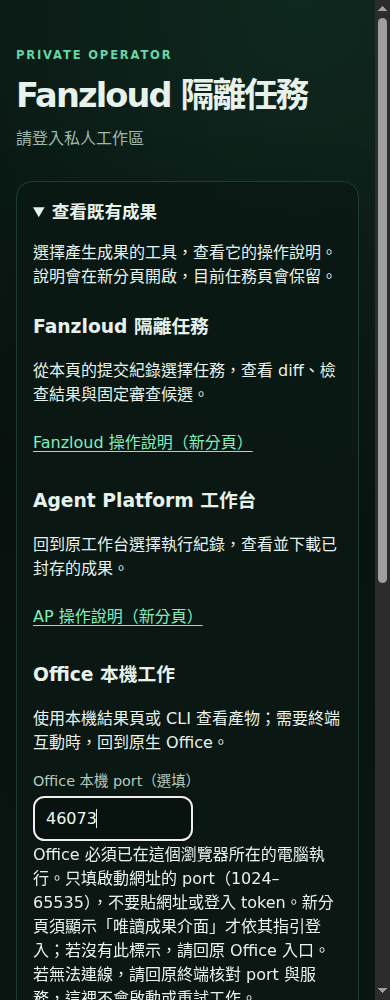 PRIVATE OPERATOR
Fanzloud 隔離任務
請登入私人工作區
▼ 查看既有成果
選擇產生成果的工具，查看它的操作說明。
說明會在新分頁開啟，目前任務頁會保留。
Fanzloud 隔離任務
從本頁的提交紀錄選擇任務，查看 diff、檢
查結果與固定審查候選。
Fanzloud 操作說明（新分頁）
Agent Platform 工作台
回到原工作台選擇執行紀錄，查看並下載已
封存的成果。
AP 操作說明（新分頁）
Office 本機工作
使用本機結果頁或 CLI 查看產物；需要終端
互動時，回到原生 Office。
Office 本機 port（選填）
46073
Office 必須已在這個瀏覽器所在的電腦執
行。只填啟動網址的 port（1024–
65535），不要貼網址或登入 token。新分
頁須顯示「唯讀成果介面」才依其指引登
入；若沒有此標示，請回原 Office 入口。
若無法連線，請回原終端核對 port 與服
務，這裡不會啟動或重試工作。